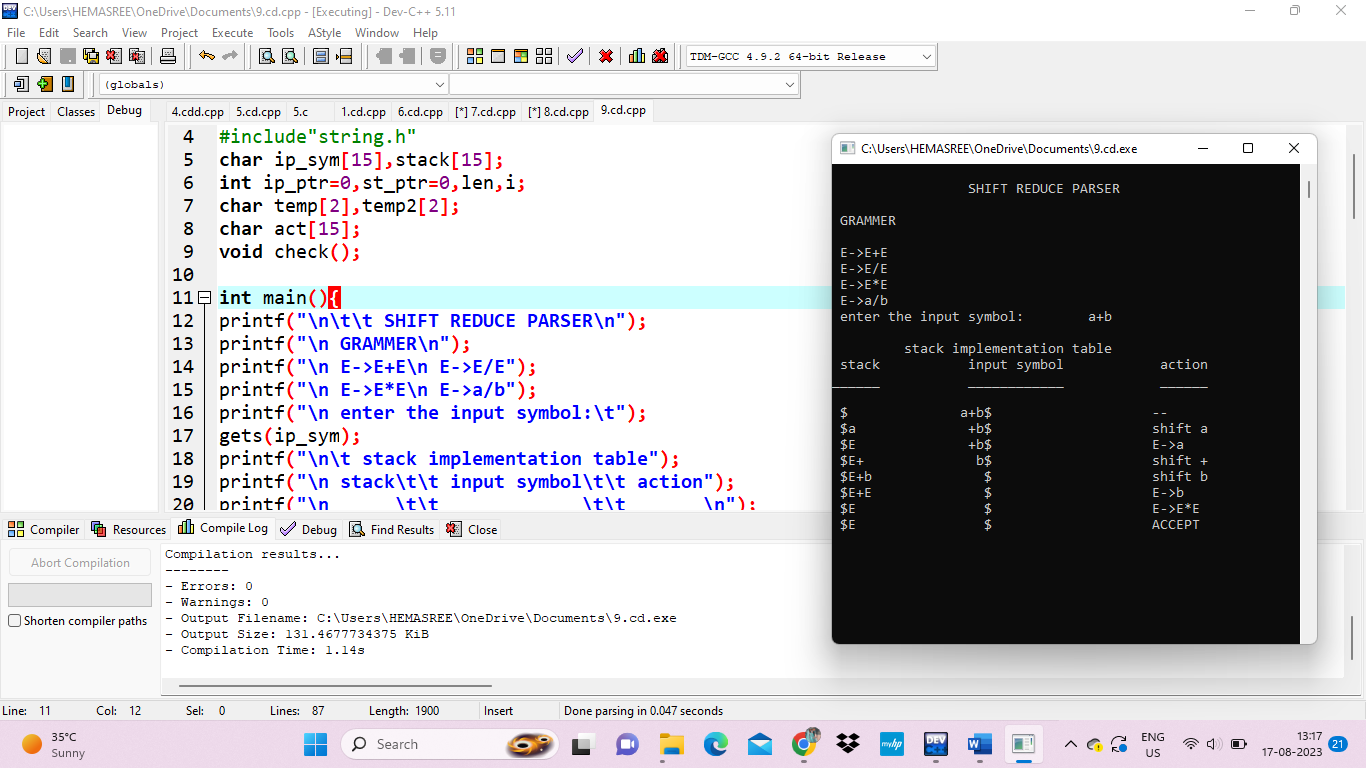 C:\Users\HEMASREE\OneDrive\Documents\9.cd.cpp - [Executing] - Dev-C++ 5.11
File Edit Search View Project Execute Tools AStyle Window Help
TDM-GCC 4.9.2 64-bit Release
(globals)
Project Classes Debug
4.cdd.cpp 5.cd.cpp 5.c 1.cd.cpp 6.cd.cpp [*] 7.cd.cpp [*] 8.cd.cpp 9.cd.cpp
4 #include"string.h"
5 char ip_sym[15],stack[15];
6 int ip_ptr=0,st_ptr=0,len,i;
7 char temp[2],temp2[2];
8 char act[15];
9 void check();
10
11 int main(){
12 printf("\n\t\t SHIFT REDUCE PARSER\n");
13 printf("\n GRAMMER\n");
14 printf("\n E->E+E\n E->E/E");
15 printf("\n E->E*E\n E->a/b");
16 printf("\n enter the input symbol:\t");
17 gets(ip_sym);
18 printf("\n\t stack implementation table");
19 printf("\n stack\t\t input symbol\t\t action");
20 printf("\n \t\t \t\t \n");
C:\Users\HEMASREE\OneDrive\Documents\9.cd.exe
SHIFT REDUCE PARSER
GRAMMER
E->E+E
E->E/E
E->E*E
E->a/b
enter the input symbol: a+b
stack implementation table
stack input symbol action
______ ____________ ______
$ a+b$ --
$a +b$ shift a
$E +b$ E->a
$E+ b$ shift +
$E+b $ shift b
$E+E $ E->b
$E $ E->E*E
$E $ ACCEPT
Compiler Resources Compile Log Debug Find Results Close
Abort Compilation
Shorten compiler paths
Compilation results...
--------
- Errors: 0
- Warnings: 0
- Output Filename: C:\Users\HEMASREE\OneDrive\Documents\9.cd.exe
- Output Size: 131.4677734375 KiB
- Compilation Time: 1.14s
Line: 11 Col: 12 Sel: 0 Lines: 87 Length: 1900 Insert Done parsing in 0.047 seconds
35°C
Sunny
Search
DEV
W
myhp
ENG
US
13:17
17-08-2023
21